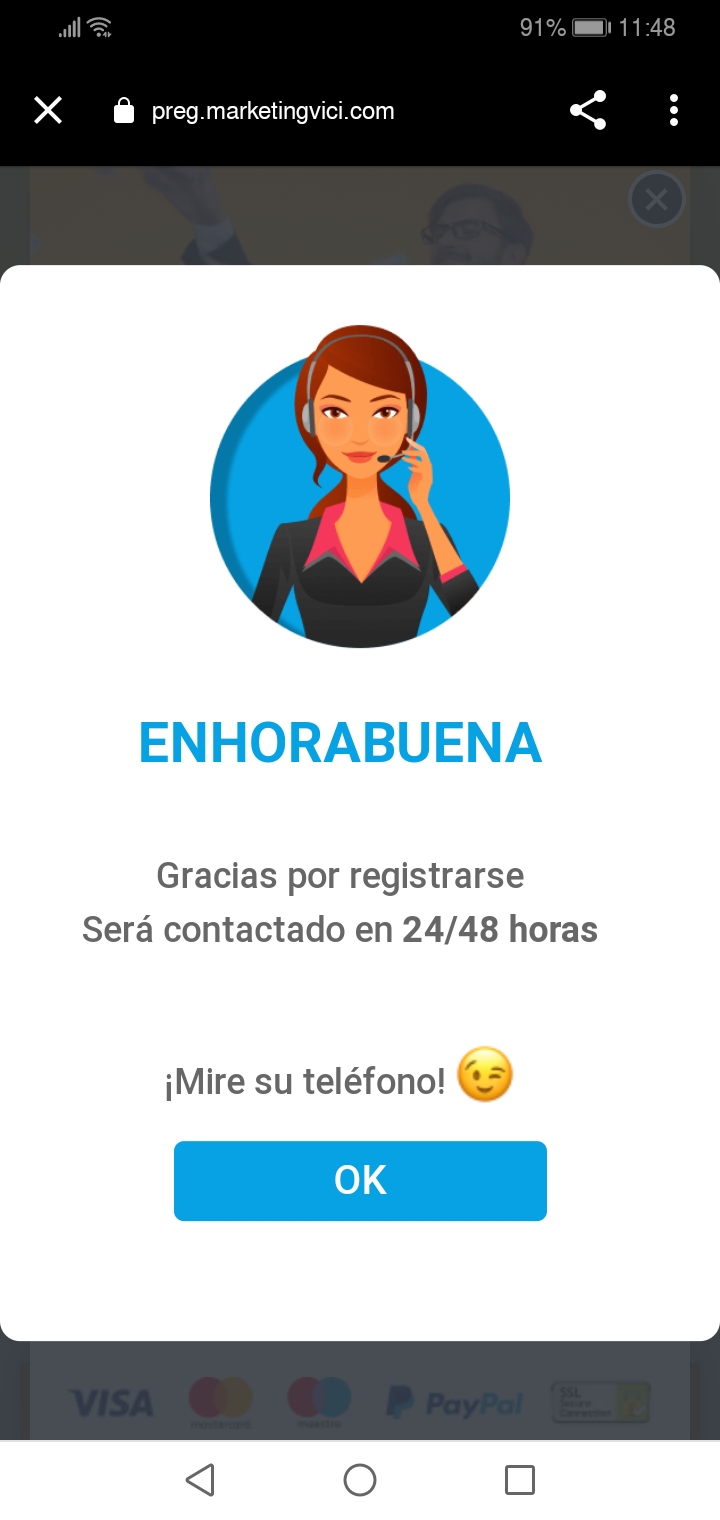 91% 11:48
preg.marketingvici.com
ENHORABUENA
Gracias por registrarse
Será contactado en 24/48 horas
¡Mire su teléfono!
OK
VISA mastercard maestro PayPal SSL
Secure
Connection